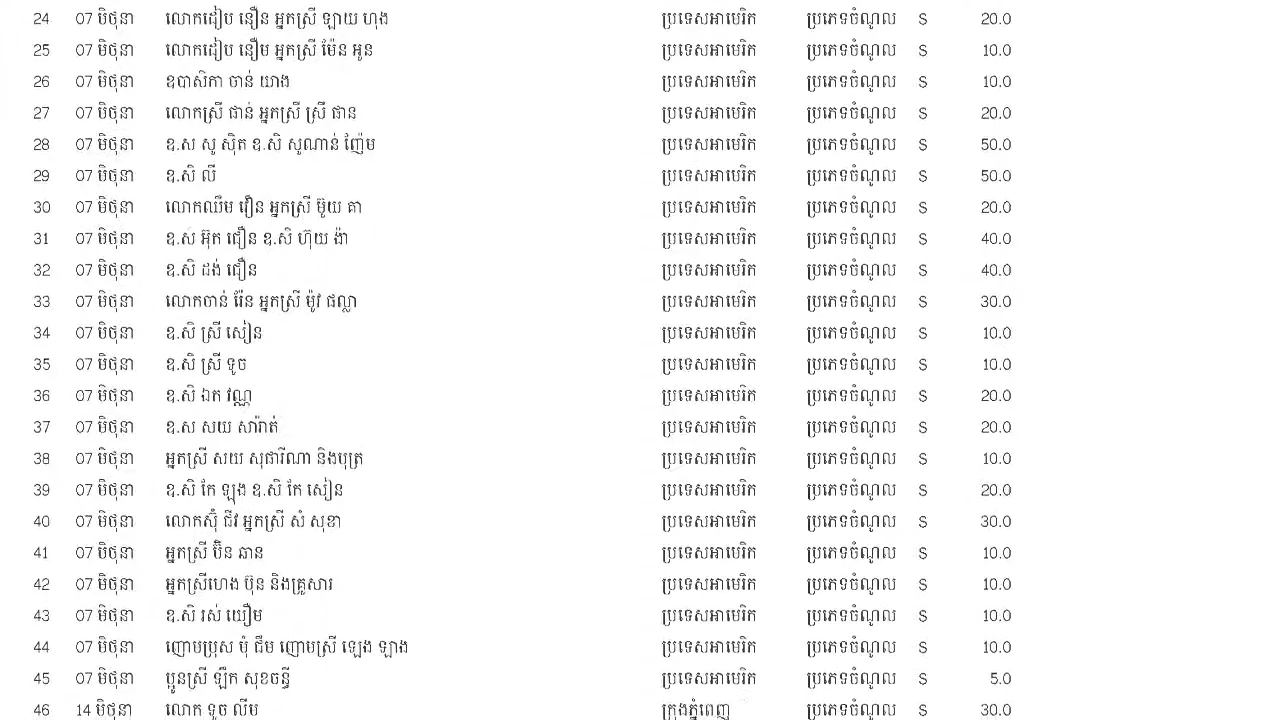 24 07 មិថុនា លោកដៀប នឿន អ្នកស្រី ឡាយ ហុង ប្រទេសអាមេរិក ប្រភេទចំណូល $ 20.0
25 07 មិថុនា លោកដៀប នឿម អ្នកស្រី ម៉ែន អូន ប្រទេសអាមេរិក ប្រភេទចំណូល $ 10.0
26 07 មិថុនា ឧបាសិកា ចាន់ យាង ប្រទេសអាមេរិក ប្រភេទចំណូល $ 10.0
27 07 មិថុនា លោកស្រី ផាន់ អ្នកស្រី ស្រី ផាន ប្រទេសអាមេរិក ប្រភេទចំណូល $ 20.0
28 07 មិថុនា ឧ.ស សូ ស៊ិត ឧ.សិ សូណាន់ ញ៉ែម ប្រទេសអាមេរិក ប្រភេទចំណូល $ 50.0
29 07 មិថុនា ឧ.សិ លី ប្រទេសអាមេរិក ប្រភេទចំណូល $ 50.0
30 07 មិថុនា លោកឈឹម វឿន អ្នកស្រី ម៉ូយ គា ប្រទេសអាមេរិក ប្រភេទចំណូល $ 20.0
31 07 មិថុនា ឧ.ស អ៊ុក ជឿន ឧ.សិ ហ៊ុយ ង៉ា ប្រទេសអាមេរិក ប្រភេទចំណូល $ 40.0
32 07 មិថុនា ឧ.សិ ដង់ ជឿន ប្រទេសអាមេរិក ប្រភេទចំណូល $ 40.0
33 07 មិថុនា លោកចាន់ រ៉ែន អ្នកស្រី ម៉ូវ ផល្លា ប្រទេសអាមេរិក ប្រភេទចំណូល $ 30.0
34 07 មិថុនា ឧ.សិ ស្រី សៀន ប្រទេសអាមេរិក ប្រភេទចំណូល $ 10.0
35 07 មិថុនា ឧ.សិ ស្រី ទូច ប្រទេសអាមេរិក ប្រភេទចំណូល $ 10.0
36 07 មិថុនា ឧ.សិ ឯក វណ្ណ ប្រទេសអាមេរិក ប្រភេទចំណូល $ 20.0
37 07 មិថុនា ឧ.ស សយ សារ៉ាត់ ប្រទេសអាមេរិក ប្រភេទចំណូល $ 20.0
38 07 មិថុនា អ្នកស្រី សយ សុផារីណា និងបុត្រ ប្រទេសអាមេរិក ប្រភេទចំណូល $ 10.0
39 07 មិថុនា ឧ.សិ កែ ឡុង ឧ.សិ កែ សៀន ប្រទេសអាមេរិក ប្រភេទចំណូល $ 20.0
40 07 មិថុនា លោកស៊ុំ ជីវ អ្នកស្រី សំ សុខា ប្រទេសអាមេរិក ប្រភេទចំណូល $ 30.0
41 07 មិថុនា អ្នកស្រី ប៊ិន ឆាន ប្រទេសអាមេរិក ប្រភេទចំណូល $ 10.0
42 07 មិថុនា អ្នកស្រីហេង ប៊ុន និងគ្រួសារ ប្រទេសអាមេរិក ប្រភេទចំណូល $ 10.0
43 07 មិថុនា ឧ.សិ រស់ យឿម ប្រទេសអាមេរិក ប្រភេទចំណូល $ 10.0
44 07 មិថុនា ញោមប្រុស មុំ ជឹម ញោមស្រី ឡេង ឡាង ប្រទេសអាមេរិក ប្រភេទចំណូល $ 10.0
45 07 មិថុនា ប្អូនស្រី ឡឹក សុខចន្ធី ប្រទេសអាមេរិក ប្រភេទចំណូល $ 5.0
46 14 មិថុនា លោក ទូច លឹម ក្រុងភ្នំពេញ ប្រភេទចំណូល $ 30.0